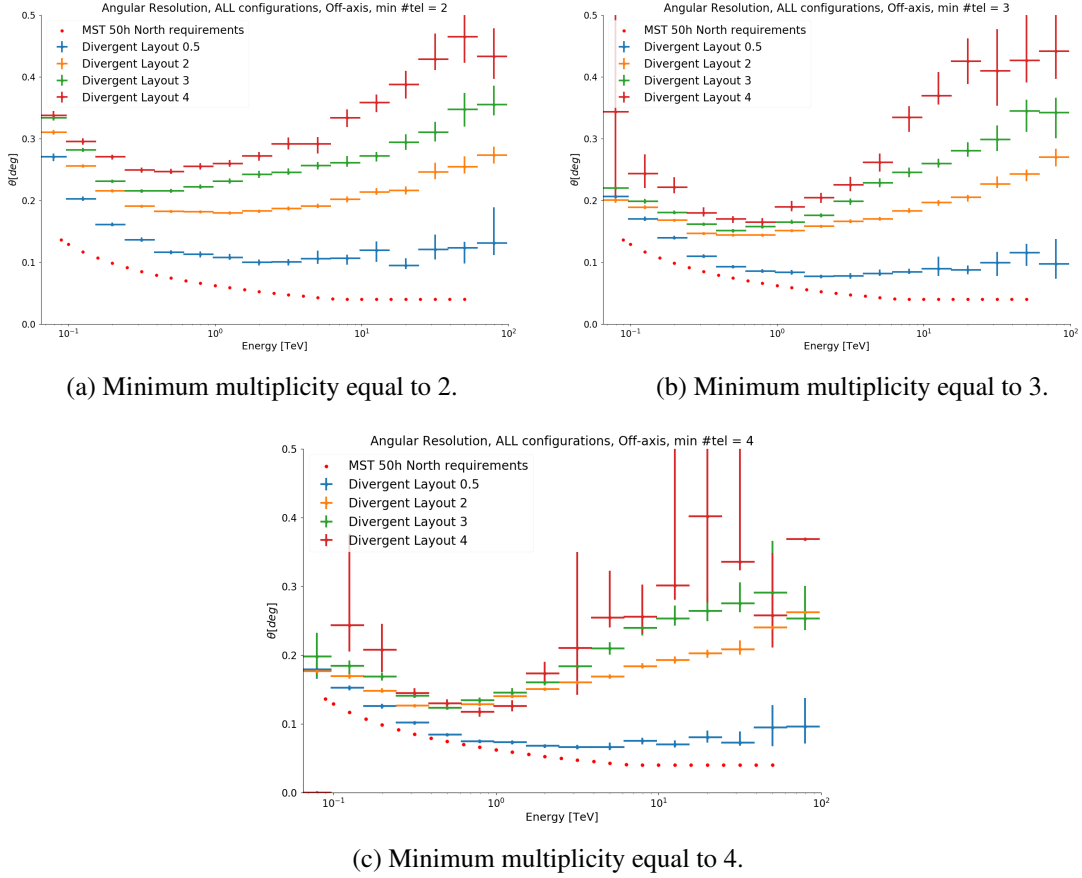 Angular Resolution, ALL configurations, Off-axis, min #tel = 2
0.5
0.4
0.3
0.2
0.1
0.0
θ[deg]
MST 50h North requirements
Divergent Layout 0.5
Divergent Layout 2
Divergent Layout 3
Divergent Layout 4
10⁻¹ 10⁰ 10¹ 10²
Energy [TeV]
(a) Minimum multiplicity equal to 2.
Angular Resolution, ALL configurations, Off-axis, min #tel = 3
0.5
0.4
0.3
0.2
0.1
0.0
θ[deg]
MST 50h North requirements
Divergent Layout 0.5
Divergent Layout 2
Divergent Layout 3
Divergent Layout 4
10⁻¹ 10⁰ 10¹ 10²
Energy [TeV]
(b) Minimum multiplicity equal to 3.
Angular Resolution, ALL configurations, Off-axis, min #tel = 4
0.5
0.4
0.3
0.2
0.1
0.0
θ[deg]
MST 50h North requirements
Divergent Layout 0.5
Divergent Layout 2
Divergent Layout 3
Divergent Layout 4
10⁻¹ 10⁰ 10¹ 10²
Energy [TeV]
(c) Minimum multiplicity equal to 4.